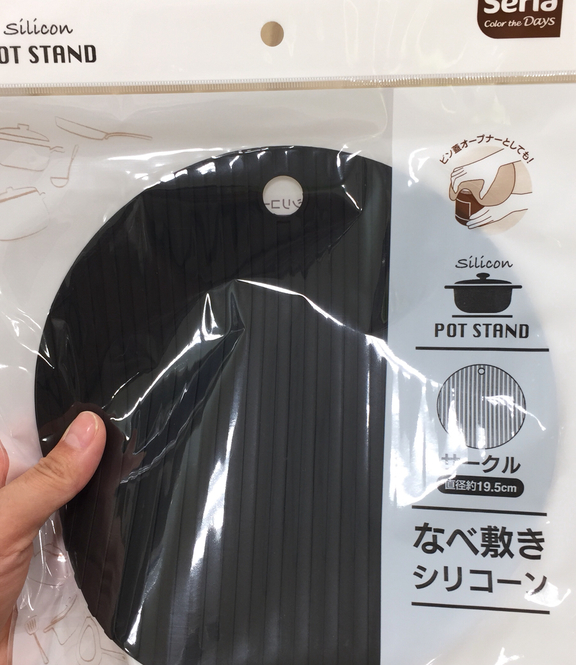 Silicon
OT STAND
Seria
Color the Days
ビン蓋オープナーとしても!
Silicon
POT STAND
サークル
直径約19.5cm
なべ敷き
シリコーン